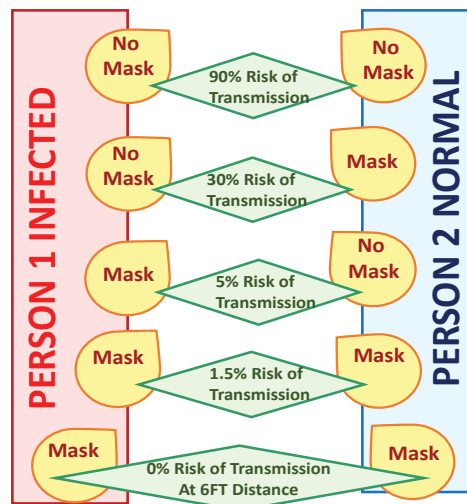 PERSON 1 INFECTED
PERSON 2 NORMAL
No
Mask
90% Risk of
Transmission
No
Mask
No
Mask
30% Risk of
Transmission
Mask
Mask
5% Risk of
Transmission
No
Mask
Mask
1.5% Risk of
Transmission
Mask
Mask
0% Risk of Transmission
At 6FT Distance
Mask